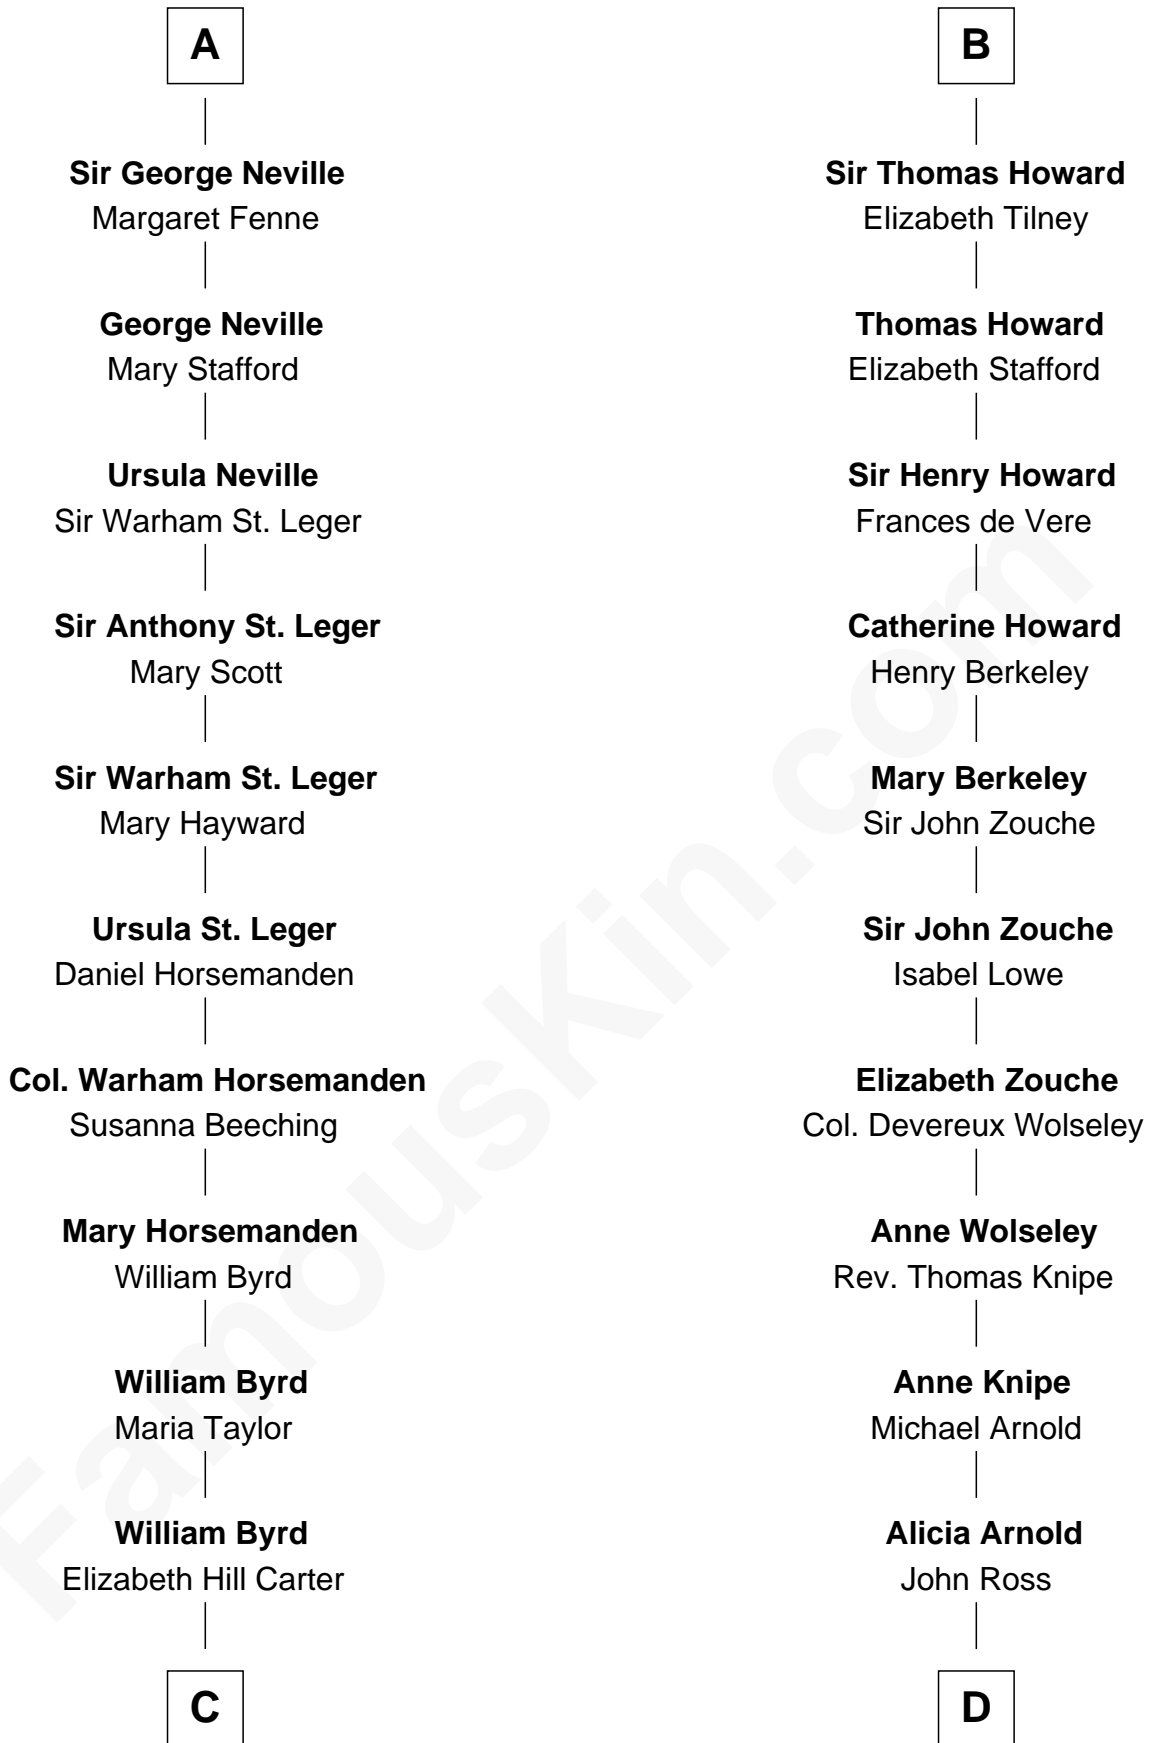 A
Sir George Neville
Margaret Fenne
George Neville
Mary Stafford
Ursula Neville
Sir Warham St. Leger
Sir Anthony St. Leger
Mary Scott
Sir Warham St. Leger
Mary Hayward
Ursula St. Leger
Daniel Horsemanden
Col. Warham Horsemanden
Susanna Beeching
Mary Horsemanden
William Byrd
William Byrd
Maria Taylor
William Byrd
Elizabeth Hill Carter
C
B
Sir Thomas Howard
Elizabeth Tilney
Thomas Howard
Elizabeth Stafford
Sir Henry Howard
Frances de Vere
Catherine Howard
Henry Berkeley
Mary Berkeley
Sir John Zouche
Sir John Zouche
Isabel Lowe
Elizabeth Zouche
Col. Devereux Wolseley
Anne Wolseley
Rev. Thomas Knipe
Anne Knipe
Michael Arnold
Alicia Arnold
John Ross
D
FamousKin.com